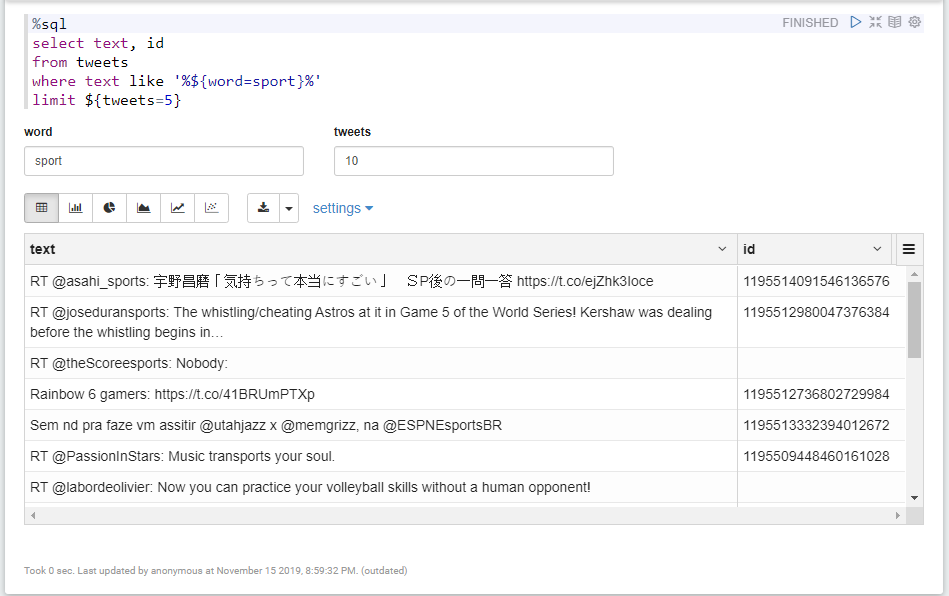 %sql
FINISHED
select text, id
from tweets
where text like '%${word=sport}%'
limit ${tweets=5}
word tweets
sport 10
settings
text id
RT @asahi_sports: 宇野昌磨「気持ちって本当にすごい」　SP後の一問一答 https://t.co/ejZhk3Ioce 1195514091546136576
RT @joseduransports: The whistling/cheating Astros at it in Game 5 of the World Series! Kershaw was dealing 1195512980047376384
before the whistling begins in…
RT @theScoreesports: Nobody:
Rainbow 6 gamers: https://t.co/41BRUmPTXp 1195512736802729984
Sem nd pra faze vm assitir @utahjazz x @memgrizz, na @ESPNEsportsBR 1195513332394012672
RT @PassionInStars: Music transports your soul. 1195509448460161028
RT @labordeolivier: Now you can practice your volleyball skills without a human opponent!
Took 0 sec. Last updated by anonymous at November 15 2019, 8:59:32 PM. (outdated)